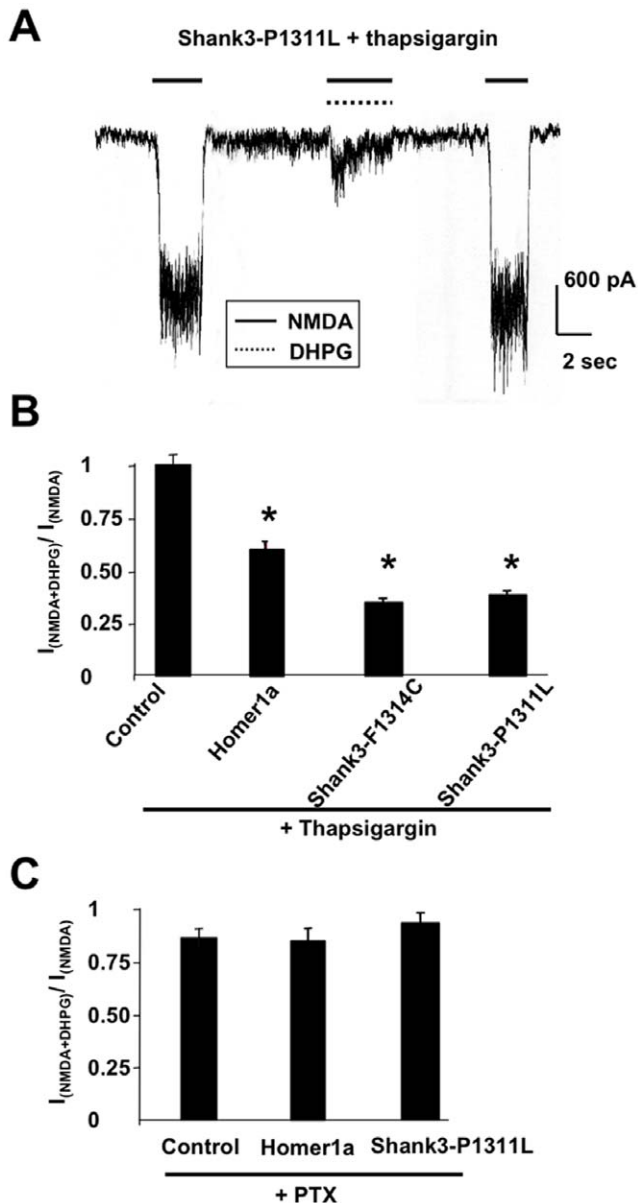 A
Shank3-P1311L + thapsigargin
NMDA
DHPG
600 pA
2 sec
B
I(NMDA+DHPG)/ I(NMDA)
1
0.75
0.50
0.25
0
Control
Homer1a
Shank3-F1314C
Shank3-P1311L
+ Thapsigargin
*
*
*
C
I(NMDA+DHPG)/ I(NMDA)
1
0.75
0.50
0.25
0
Control
Homer1a
Shank3-P1311L
+ PTX